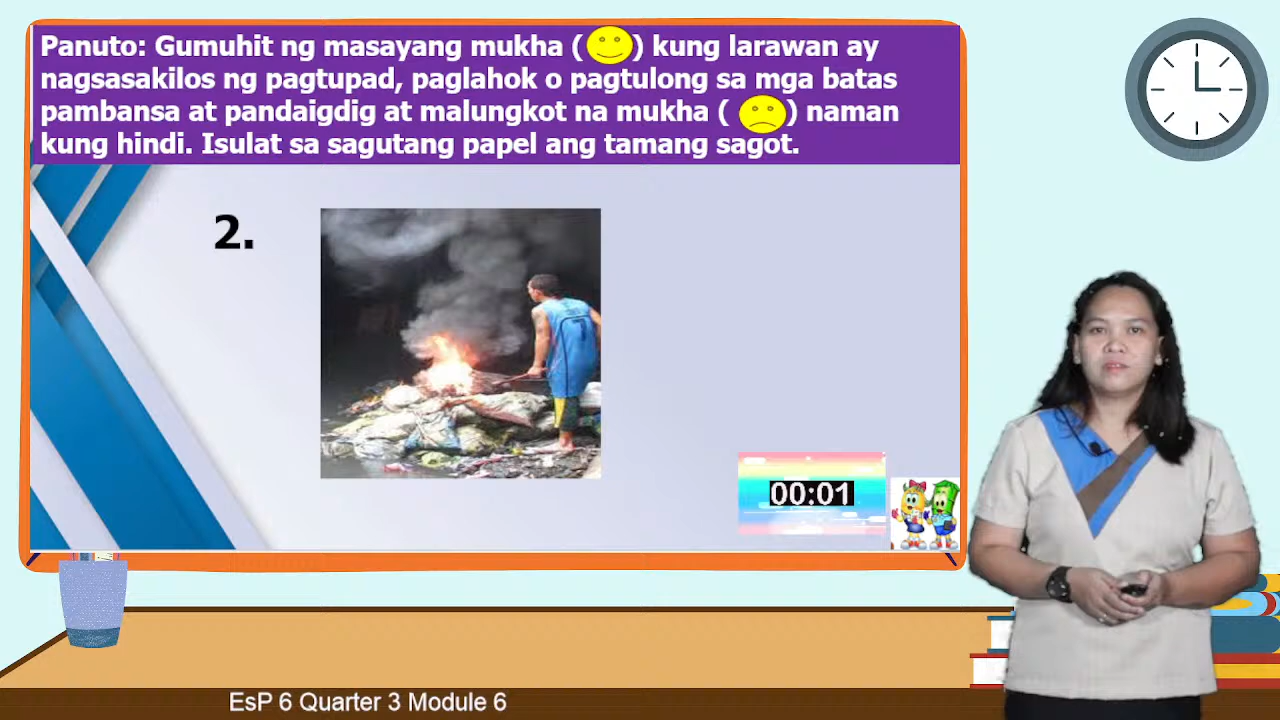 Panuto: Gumuhit ng masayang mukha ( ) kung larawan ay
nagsasakilos ng pagtupad, paglahok o pagtulong sa mga batas
pambansa at pandaigdig at malungkot na mukha ( ) naman
kung hindi. Isulat sa sagutang papel ang tamang sagot.
2.
00:01
EsP 6 Quarter 3 Module 6